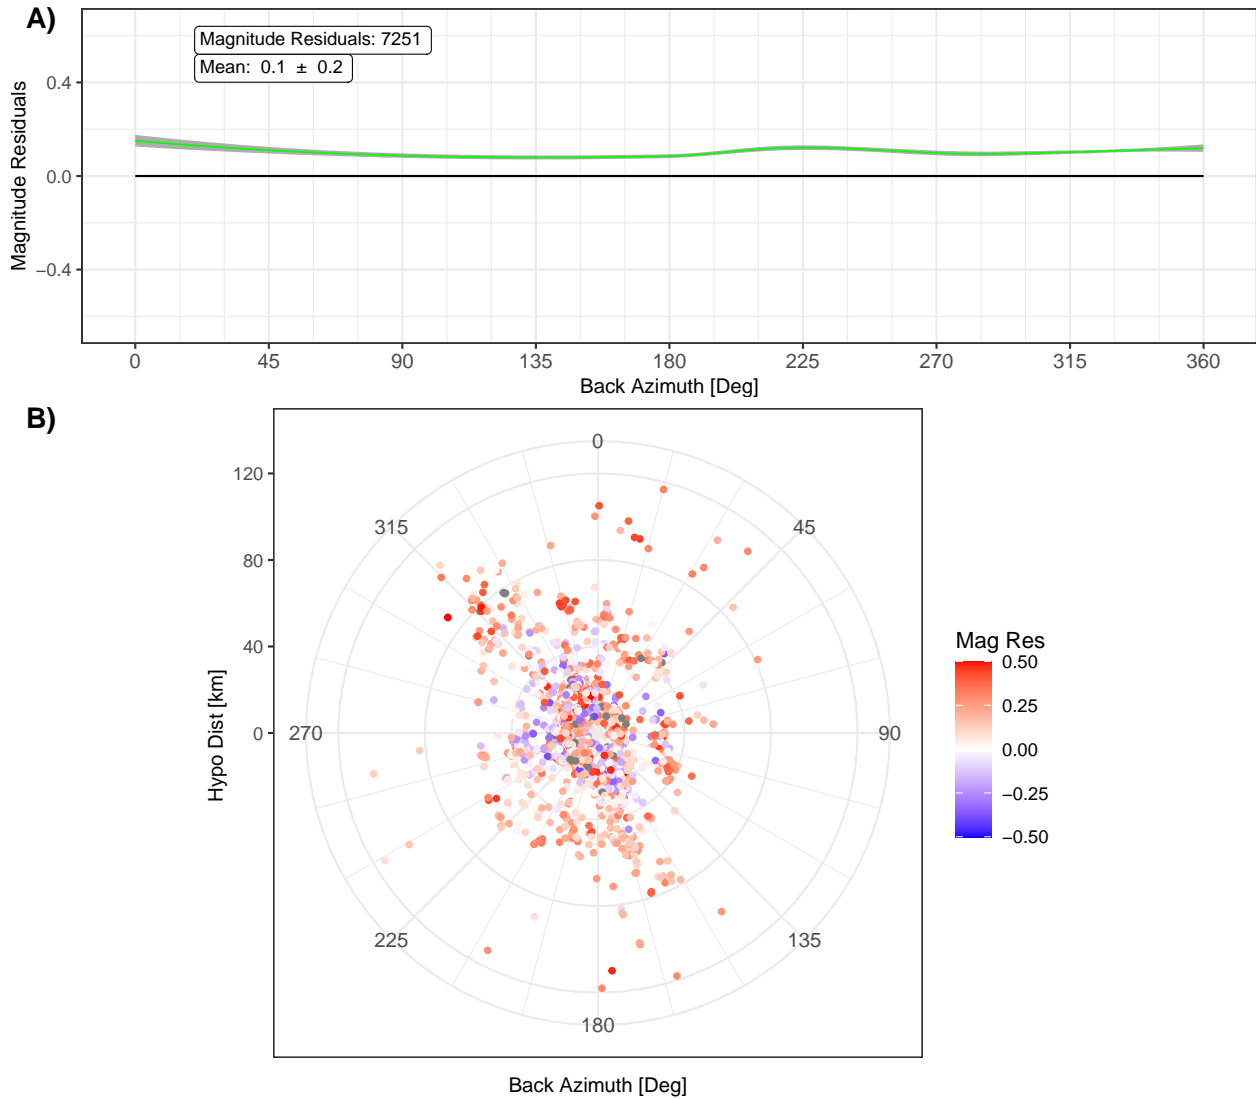 A)
Magnitude Residuals: 7251
Mean: 0.1 ± 0.2
Magnitude Residuals
0.4
0.0
−0.4
0 45 90 135 180 225 270 315 360
Back Azimuth [Deg]
B)
Hypo Dist [km]
120
80
40
0
0
45
90
135
180
225
270
315
Mag Res
0.50
0.25
0.00
−0.25
−0.50
Back Azimuth [Deg]